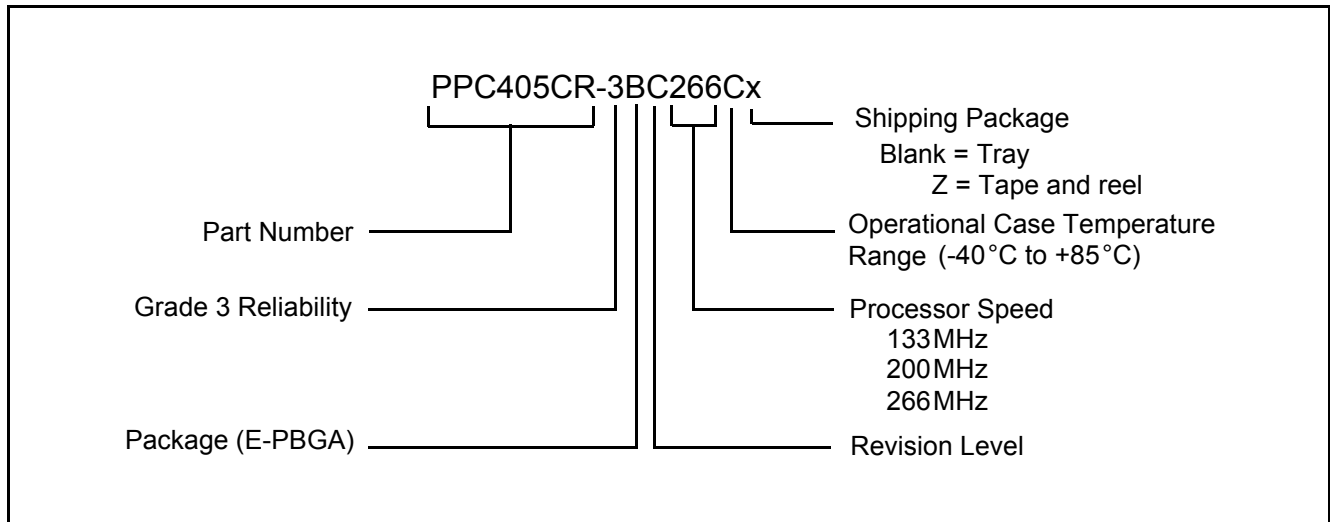 PPC405CR-3BC266Cx
Shipping Package
Blank = Tray
Z = Tape and reel
Part Number
Operational Case Temperature
Range (-40°C to +85°C)
Grade 3 Reliability
Processor Speed
133MHz
200MHz
266MHz
Package (E-PBGA)
Revision Level